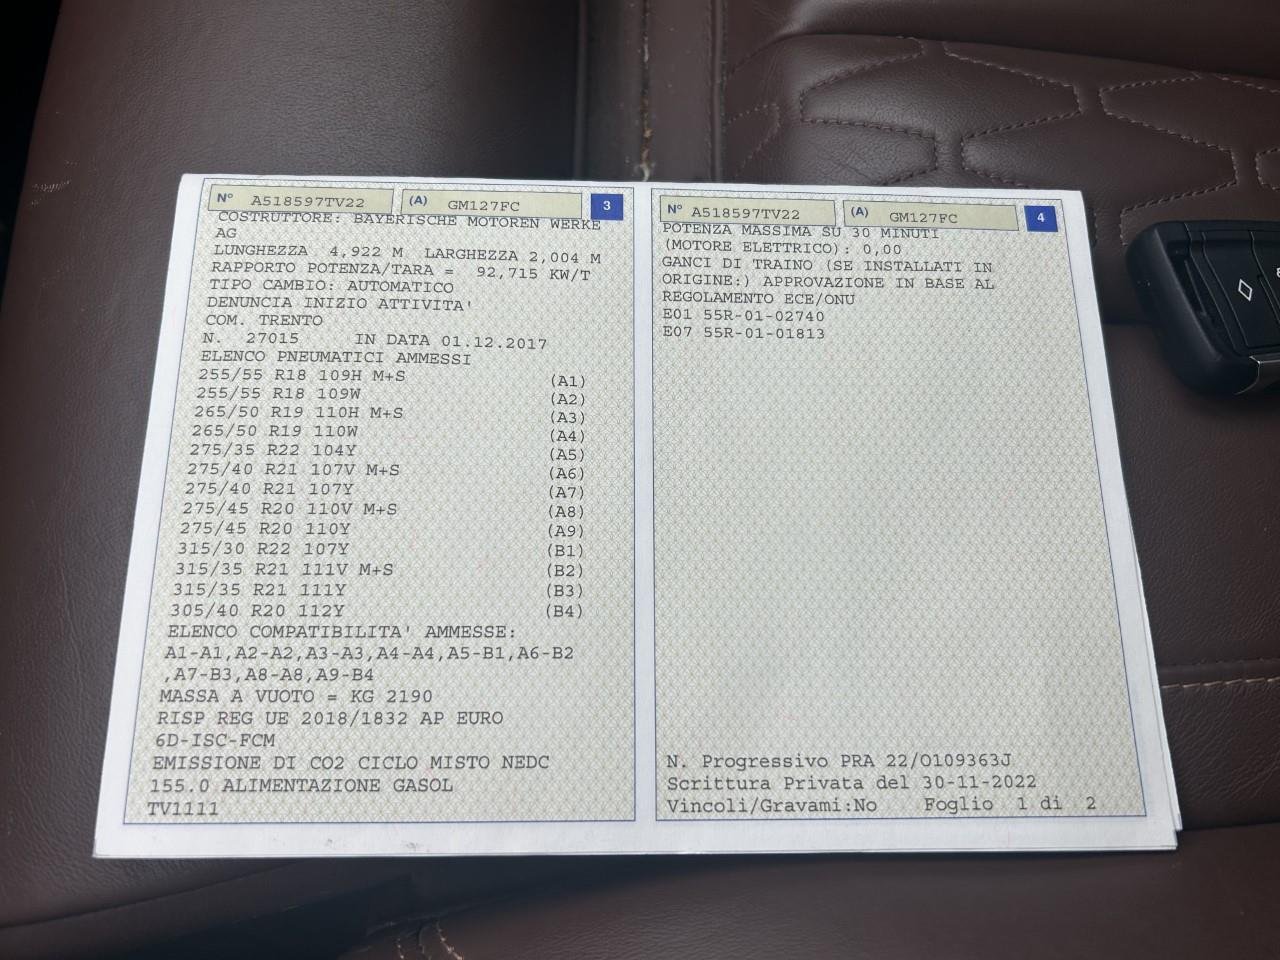 N° A518597TV22 (A) GM127FC 3
COSTRUTTORE: BAYERISCHE MOTOREN WERKE
AG
LUNGHEZZA 4,922 M LARGHEZZA 2,004 M
RAPPORTO POTENZA/TARA = 92,715 KW/T
TIPO CAMBIO: AUTOMATICO
DENUNCIA INIZIO ATTIVITA'
COM. TRENTO
N. 27015 IN DATA 01.12.2017
ELENCO PNEUMATICI AMMESSI
255/55 R18 109H M+S (A1)
255/55 R18 109W (A2)
265/50 R19 110H M+S (A3)
265/50 R19 110W (A4)
275/35 R22 104Y (A5)
275/40 R21 107V M+S (A6)
275/40 R21 107Y (A7)
275/45 R20 110V M+S (A8)
275/45 R20 110Y (A9)
315/30 R22 107Y (B1)
315/35 R21 111V M+S (B2)
315/35 R21 111Y (B3)
305/40 R20 112Y (B4)
ELENCO COMPATIBILITA' AMMESSE:
A1-A1,A2-A2,A3-A3,A4-A4,A5-B1,A6-B2
,A7-B3,A8-A8,A9-B4
MASSA A VUOTO = KG 2190
RISP REG UE 2018/1832 AP EURO
6D-ISC-FCM
EMISSIONE DI CO2 CICLO MISTO NEDC
155.0 ALIMENTAZIONE GASOL
TV1111
N° A518597TV22 (A) GM127FC 4
POTENZA MASSIMA SU 30 MINUTI
(MOTORE ELETTRICO): 0,00
GANCI DI TRAINO (SE INSTALLATI IN
ORIGINE:) APPROVAZIONE IN BASE AL
REGOLAMENTO ECE/ONU
E01 55R-01-02740
E07 55R-01-01813
N. Progressivo PRA 22/O109363J
Scrittura Privata del 30-11-2022
Vincoli/Gravami:No Foglio 1 di 2